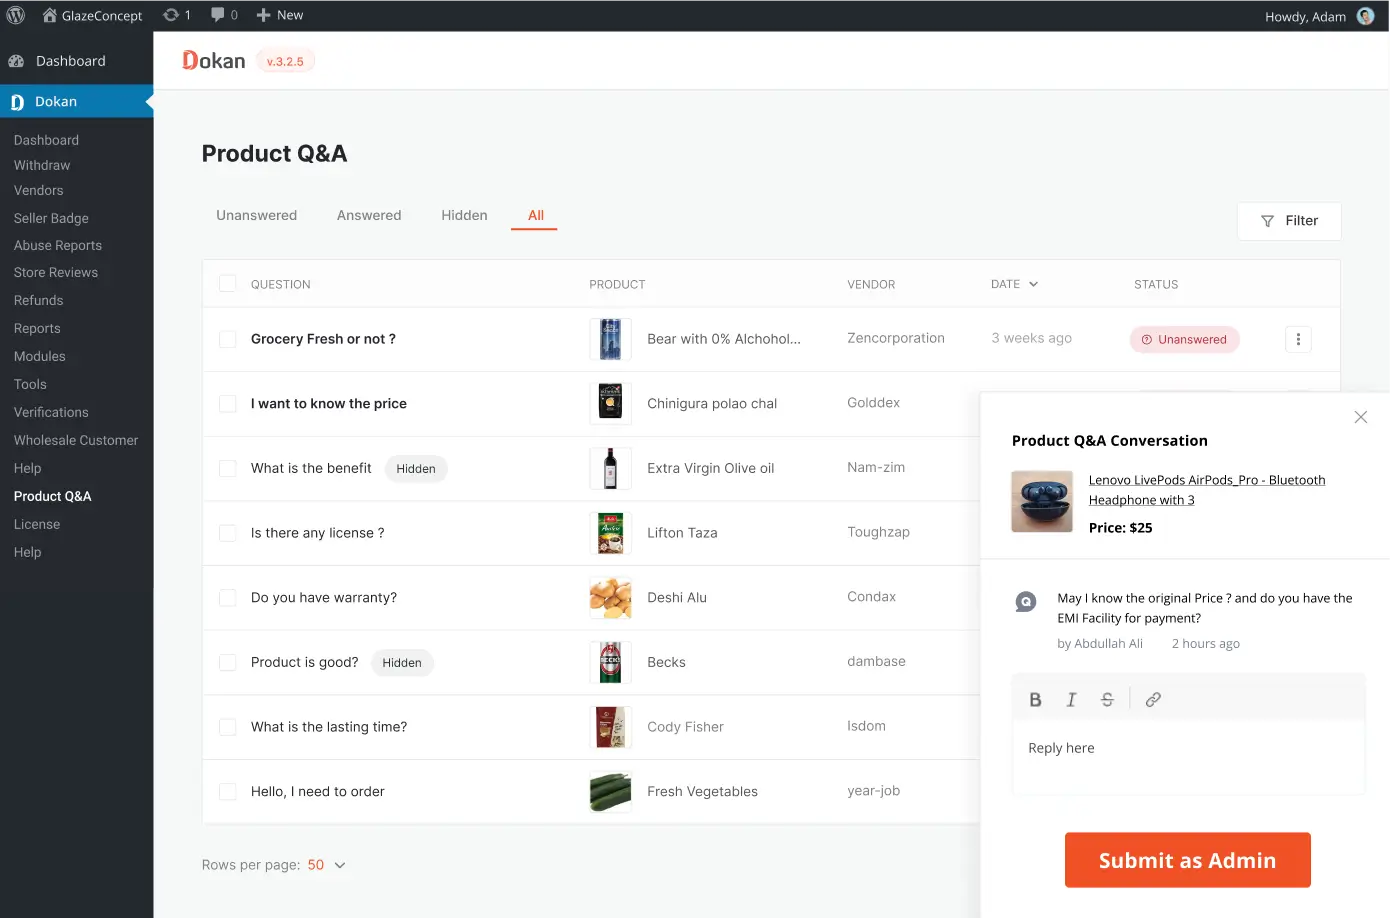 GlazeConcept 1 0 New Howdy, Adam
Dashboard
Dokan
Dashboard
Withdraw
Vendors
Seller Badge
Abuse Reports
Store Reviews
Refunds
Reports
Modules
Tools
Verifications
Wholesale Customer
Help
Product Q&A
License
Help
Dokan v.3.2.5
Product Q&A
Unanswered Answered Hidden All
Filter
QUESTION PRODUCT VENDOR DATE STATUS
Grocery Fresh or not ? Bear with 0% Alchohol... Zencorporation 3 weeks ago Unanswered
I want to know the price Chinigura polao chal Golddex
What is the benefit Hidden Extra Virgin Olive oil Nam-zim
Is there any license ? Lifton Taza Toughzap
Do you have warranty? Deshi Alu Condax
Product is good? Hidden Becks dambase
What is the lasting time? Cody Fisher Isdom
Hello, I need to order Fresh Vegetables year-job
Rows per page: 50
Product Q&A Conversation
Lenovo LivePods AirPods_Pro - Bluetooth
Headphone with 3
Price: $25
Q
May I know the original Price ? and do you have the
EMI Facility for payment?
by Abdullah Ali 2 hours ago
B I S
Reply here
Submit as Admin